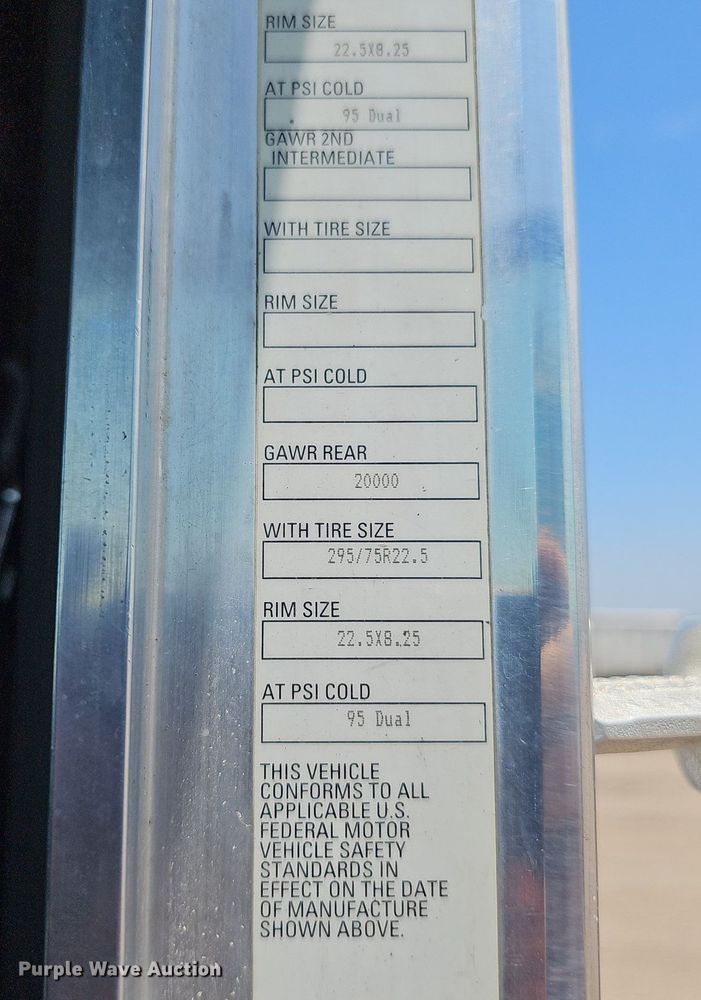 RIM SIZE
22.5X8.25
AT PSI COLD
95 Dual
GAWR 2ND
INTERMEDIATE
WITH TIRE SIZE
RIM SIZE
AT PSI COLD
GAWR REAR
20000
WITH TIRE SIZE
295/75R22.5
RIM SIZE
22.5X8.25
AT PSI COLD
95 Dual
THIS VEHICLE
CONFORMS TO ALL
APPLICABLE U.S.
FEDERAL MOTOR
VEHICLE SAFETY
STANDARDS IN
EFFECT ON THE DATE
OF MANUFACTURE
SHOWN ABOVE.
Purple Wave Auction